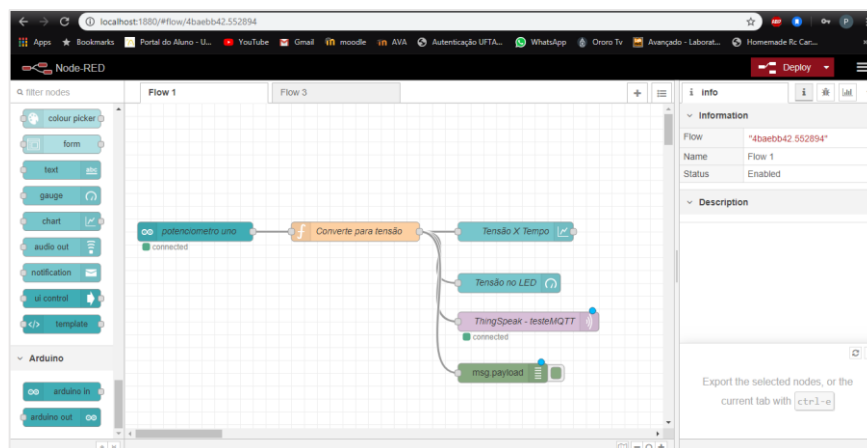 localhost:1880/#flow/4baebb42.552894
Apps
Bookmarks
Portal do Aluno - U...
YouTube
Gmail
moodle
AVA
Autenticação UFTA...
WhatsApp
Ororo Tv
Avançado - Laborat...
Homemade Rc Can...
Node-RED
Deploy
filter nodes
Flow 1
Flow 3
info
colour picker
form
text
abc
gauge
chart
audio out
notification
ui control
</> template
Arduino
arduino in
arduino out
potenciometro uno
connected
Converte para tensão
Tensão X Tempo
Tensão no LED
ThingSpeak - testeMQTT
connected
msg.payload
Information
Flow "4baebb42.552894"
Name Flow 1
Status Enabled
Description
Export the selected nodes, or the
current tab with ctrl-e